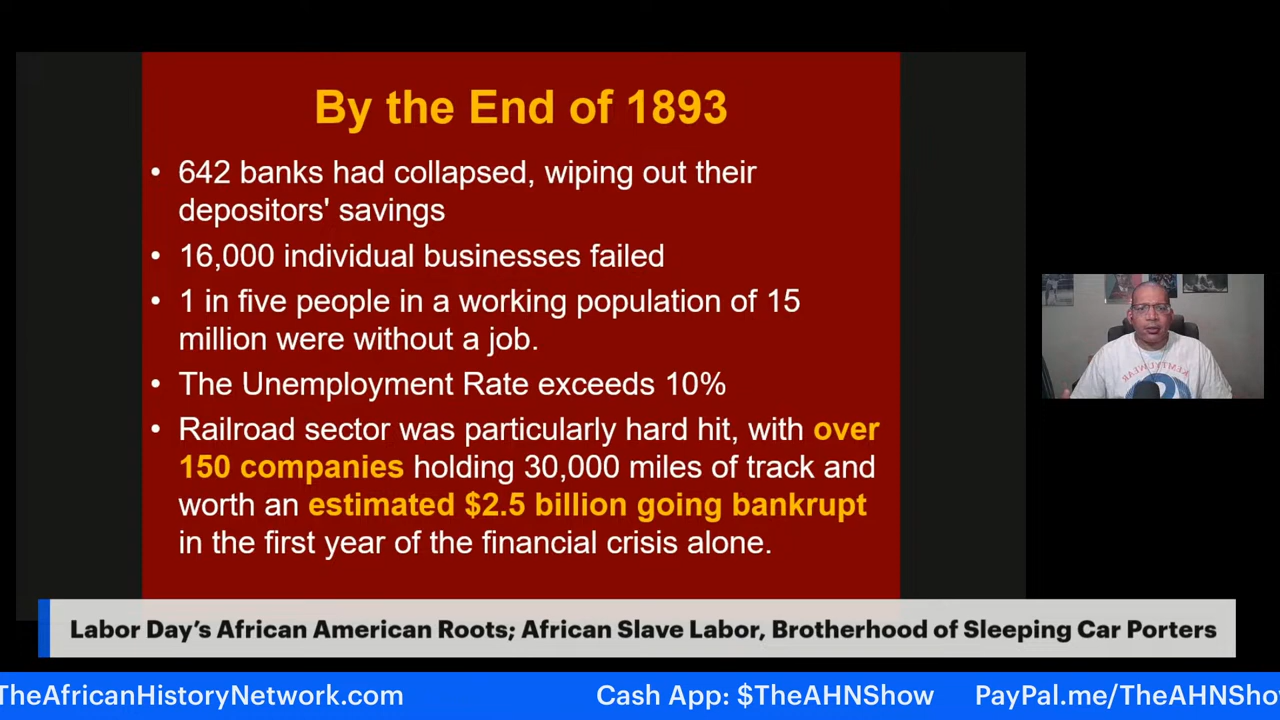 By the End of 1893
• 642 banks had collapsed, wiping out their
depositors' savings
• 16,000 individual businesses failed
• 1 in five people in a working population of 15
million were without a job.
• The Unemployment Rate exceeds 10%
• Railroad sector was particularly hard hit, with over
150 companies holding 30,000 miles of track and
worth an estimated $2.5 billion going bankrupt
in the first year of the financial crisis alone.
Labor Day’s African American Roots; African Slave Labor, Brotherhood of Sleeping Car Porters
TheAfricanHistoryNetwork.com Cash App: $TheAHNShow PayPal.me/TheAHNSho